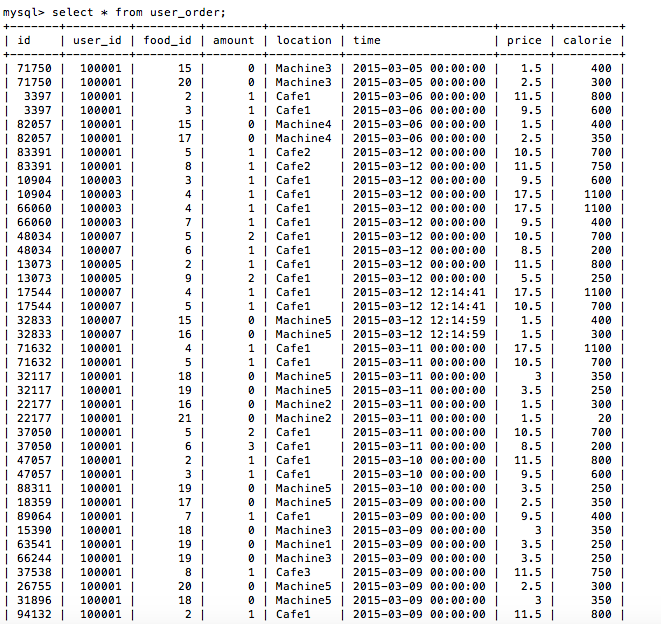 mysql> select * from user_order;
+-------+---------+---------+--------+----------+---------------------+-------+---------+
| id    | user_id | food_id | amount | location | time                | price | calorie |
+-------+---------+---------+--------+----------+---------------------+-------+---------+
| 71750 |  100001 |      15 |      0 | Machine3 | 2015-03-05 00:00:00 |   1.5 |     400 |
| 71750 |  100001 |      20 |      0 | Machine3 | 2015-03-05 00:00:00 |   2.5 |     300 |
|  3397 |  100001 |       2 |      1 | Cafe1    | 2015-03-06 00:00:00 |  11.5 |     800 |
|  3397 |  100001 |       3 |      1 | Cafe1    | 2015-03-06 00:00:00 |   9.5 |     600 |
| 82057 |  100001 |      15 |      0 | Machine4 | 2015-03-06 00:00:00 |   1.5 |     400 |
| 82057 |  100001 |      17 |      0 | Machine4 | 2015-03-06 00:00:00 |   2.5 |     350 |
| 83391 |  100001 |       5 |      1 | Cafe2    | 2015-03-12 00:00:00 |  10.5 |     700 |
| 83391 |  100001 |       8 |      1 | Cafe2    | 2015-03-12 00:00:00 |  11.5 |     750 |
| 10904 |  100003 |       3 |      1 | Cafe1    | 2015-03-12 00:00:00 |   9.5 |     600 |
| 10904 |  100003 |       4 |      1 | Cafe1    | 2015-03-12 00:00:00 |  17.5 |    1100 |
| 66060 |  100003 |       4 |      1 | Cafe1    | 2015-03-12 00:00:00 |  17.5 |    1100 |
| 66060 |  100003 |       7 |      1 | Cafe1    | 2015-03-12 00:00:00 |   9.5 |     400 |
| 48034 |  100007 |       5 |      2 | Cafe1    | 2015-03-12 00:00:00 |  10.5 |     700 |
| 48034 |  100007 |       6 |      1 | Cafe1    | 2015-03-12 00:00:00 |   8.5 |     200 |
| 13073 |  100005 |       2 |      1 | Cafe1    | 2015-03-12 00:00:00 |  11.5 |     800 |
| 13073 |  100005 |       9 |      2 | Cafe1    | 2015-03-12 00:00:00 |   5.5 |     250 |
| 17544 |  100007 |       4 |      1 | Cafe1    | 2015-03-12 12:14:41 |  17.5 |    1100 |
| 17544 |  100007 |       5 |      1 | Cafe1    | 2015-03-12 12:14:41 |  10.5 |     700 |
| 32833 |  100007 |      15 |      0 | Machine5 | 2015-03-12 12:14:59 |   1.5 |     400 |
| 32833 |  100007 |      16 |      0 | Machine5 | 2015-03-12 12:14:59 |   1.5 |     300 |
| 71632 |  100001 |       4 |      1 | Cafe1    | 2015-03-11 00:00:00 |  17.5 |    1100 |
| 71632 |  100001 |       5 |      1 | Cafe1    | 2015-03-11 00:00:00 |  10.5 |     700 |
| 32117 |  100001 |      18 |      0 | Machine5 | 2015-03-11 00:00:00 |     3 |     350 |
| 32117 |  100001 |      19 |      0 | Machine5 | 2015-03-11 00:00:00 |   3.5 |     250 |
| 22177 |  100001 |      16 |      0 | Machine2 | 2015-03-11 00:00:00 |   1.5 |     300 |
| 22177 |  100001 |      21 |      0 | Machine2 | 2015-03-11 00:00:00 |   1.5 |      20 |
| 37050 |  100001 |       5 |      2 | Cafe1    | 2015-03-11 00:00:00 |  10.5 |     700 |
| 37050 |  100001 |       6 |      3 | Cafe1    | 2015-03-11 00:00:00 |   8.5 |     200 |
| 47057 |  100001 |       2 |      1 | Cafe1    | 2015-03-10 00:00:00 |  11.5 |     800 |
| 47057 |  100001 |       3 |      1 | Cafe1    | 2015-03-10 00:00:00 |   9.5 |     600 |
| 88311 |  100001 |      19 |      0 | Machine5 | 2015-03-10 00:00:00 |   3.5 |     250 |
| 18359 |  100001 |      17 |      0 | Machine5 | 2015-03-09 00:00:00 |   2.5 |     350 |
| 89064 |  100001 |       7 |      1 | Cafe1    | 2015-03-09 00:00:00 |   9.5 |     400 |
| 15390 |  100001 |      18 |      0 | Machine3 | 2015-03-09 00:00:00 |     3 |     350 |
| 63541 |  100001 |      19 |      0 | Machine1 | 2015-03-09 00:00:00 |   3.5 |     250 |
| 66244 |  100001 |      19 |      0 | Machine3 | 2015-03-09 00:00:00 |   3.5 |     250 |
| 37538 |  100001 |       8 |      1 | Cafe3    | 2015-03-09 00:00:00 |  11.5 |     750 |
| 26755 |  100001 |      20 |      0 | Machine5 | 2015-03-09 00:00:00 |   2.5 |     300 |
| 31896 |  100001 |      18 |      0 | Machine5 | 2015-03-09 00:00:00 |     3 |     350 |
| 94132 |  100001 |       2 |      1 | Cafe1    | 2015-03-09 00:00:00 |  11.5 |     800 |